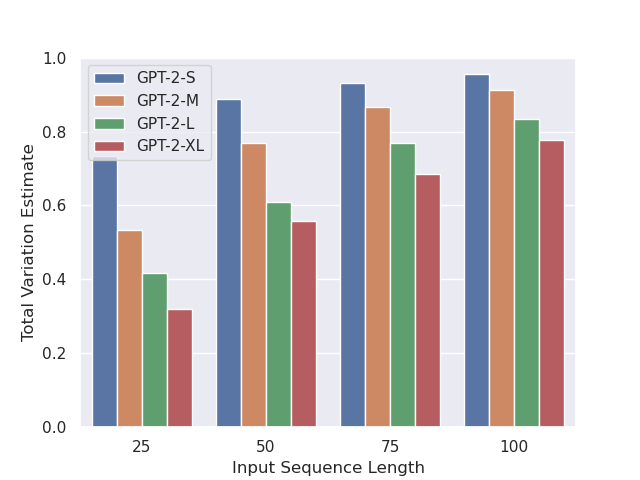 1.0
0.8
0.6
0.4
0.2
0.0
Total Variation Estimate
GPT-2-S
GPT-2-M
GPT-2-L
GPT-2-XL
25 50 75 100
Input Sequence Length